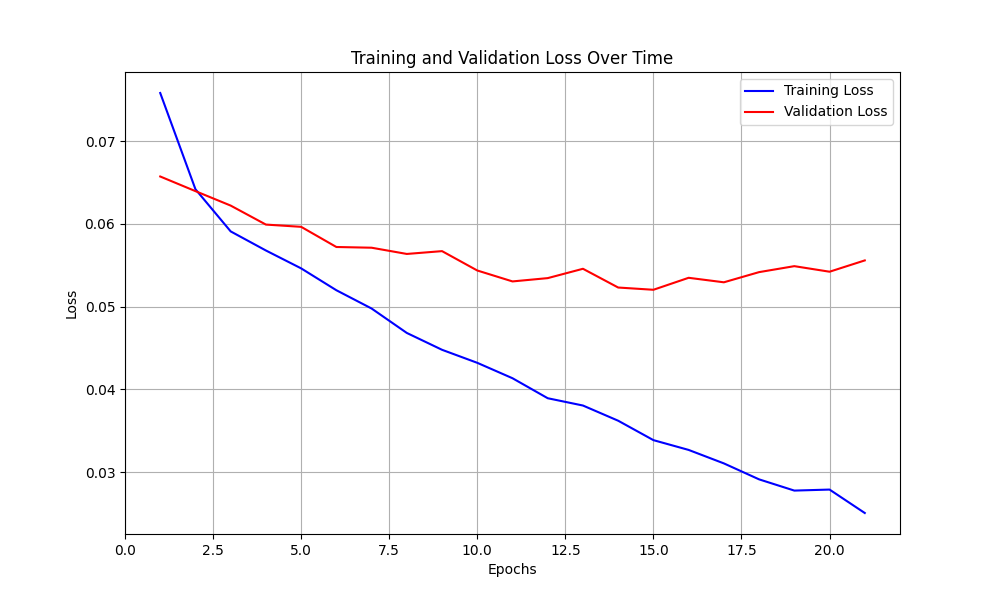 Training and Validation Loss Over Time
Training Loss
Validation Loss
Loss
0.07
0.06
0.05
0.04
0.03
0.0 2.5 5.0 7.5 10.0 12.5 15.0 17.5 20.0
Epochs